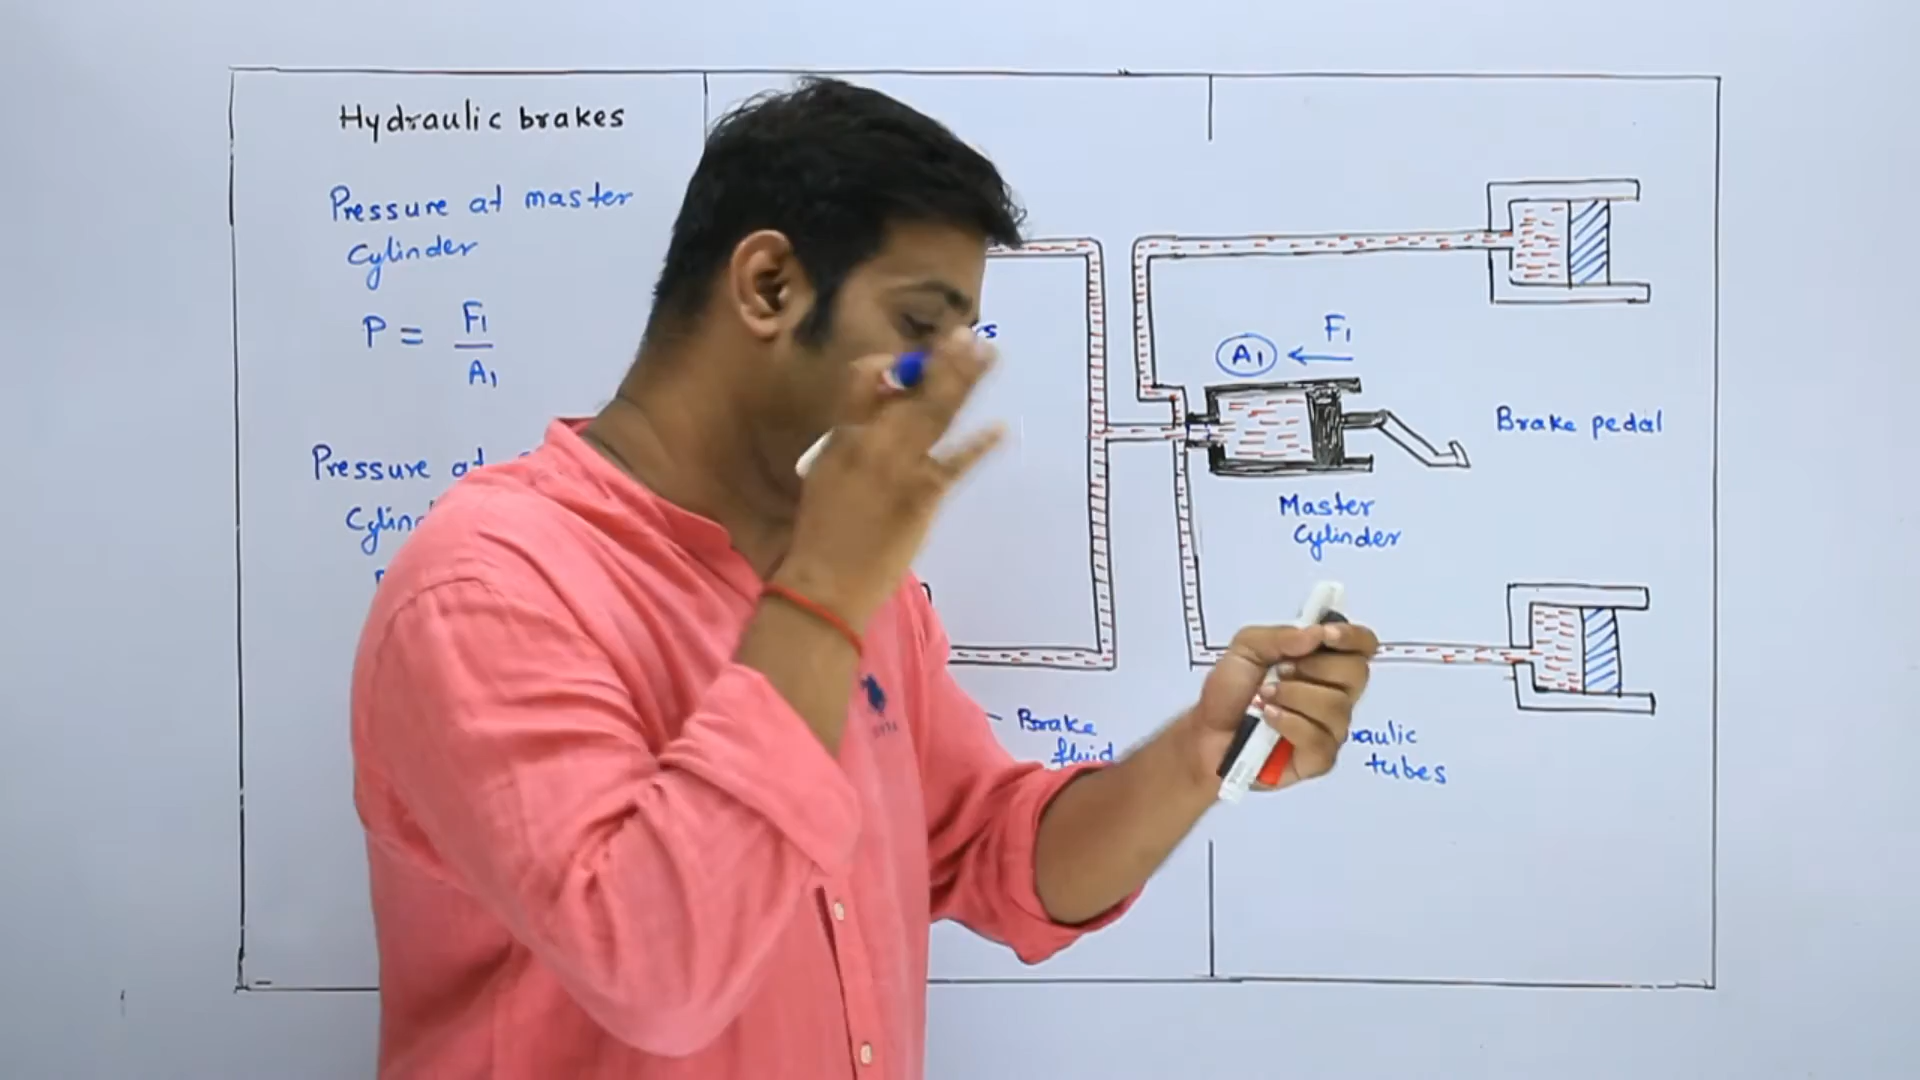 Hydraulic brakes
Pressure at master
Cylinder
P = F1
A1
Pressure at
F1
A1
Brake pedal
Master
Cylinder
Brake
fluid
tubes